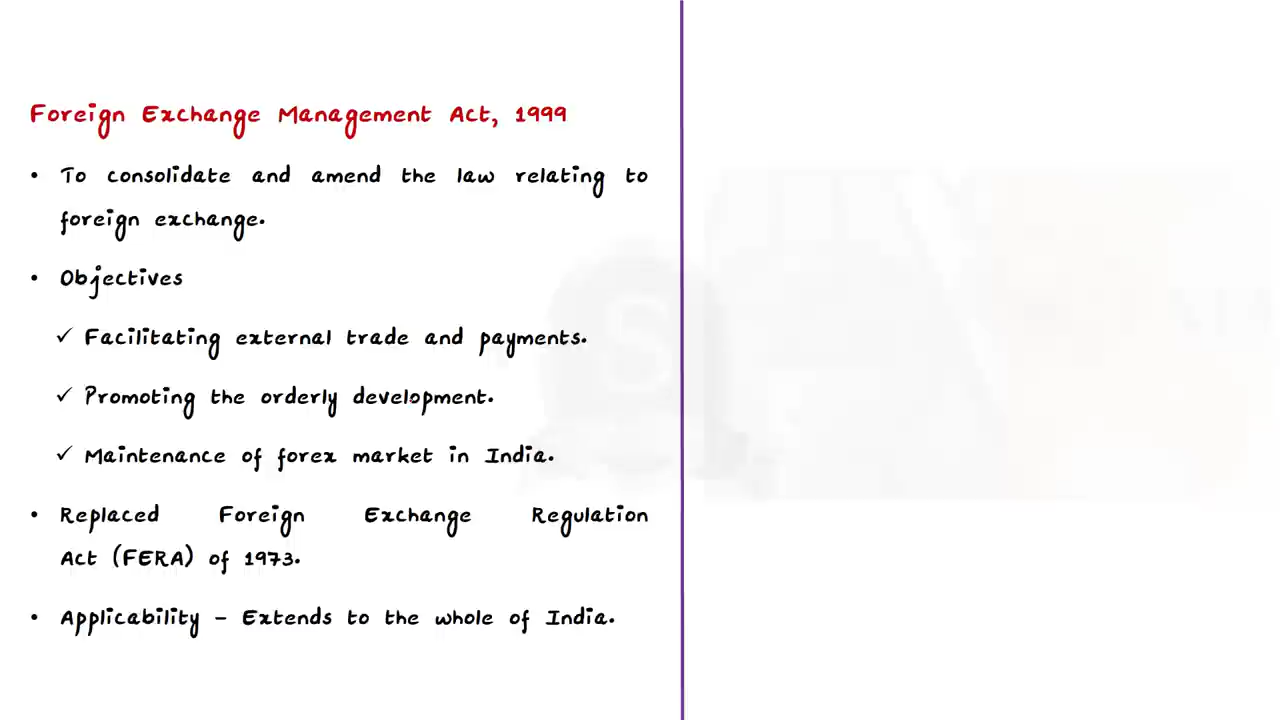 Foreign Exchange Management Act, 1999
• To consolidate and amend the law relating to
foreign exchange.
• Objectives
✓ Facilitating external trade and payments.
✓ Promoting the orderly development.
✓ Maintenance of forex market in India.
• Replaced Foreign Exchange Regulation
Act (FERA) of 1973.
• Applicability – Extends to the whole of India.